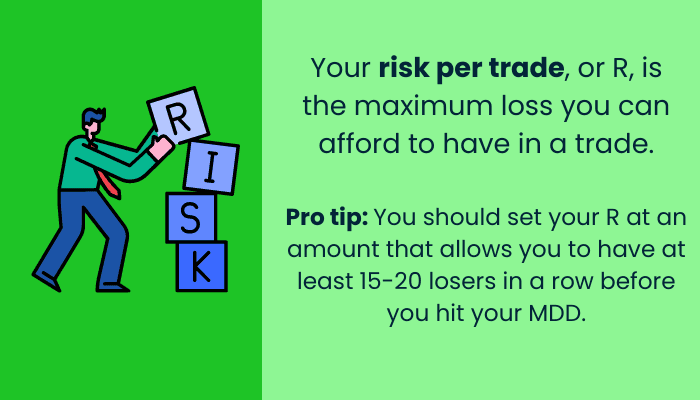 R
I
S
K
Your risk per trade, or R, is
the maximum loss you can
afford to have in a trade.
Pro tip: You should set your R at an
amount that allows you to have at
least 15-20 losers in a row before
you hit your MDD.